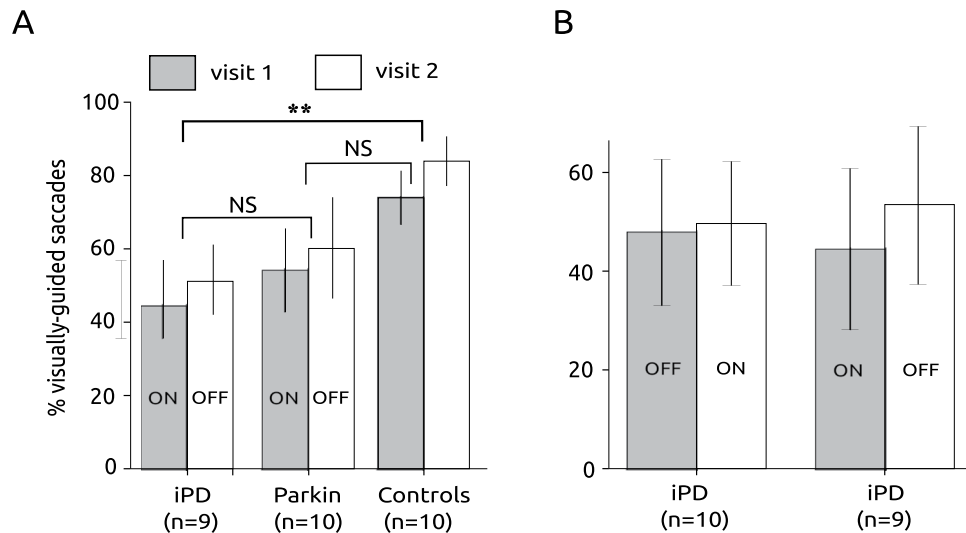 A
B
visit 1
visit 2
% visually-guided saccades
100
80
60
40
20
0
**
NS
NS
ON
OFF
ON
OFF
iPD
(n=9)
Parkin
(n=10)
Controls
(n=10)
60
40
20
0
OFF
ON
ON
OFF
iPD
(n=10)
iPD
(n=9)